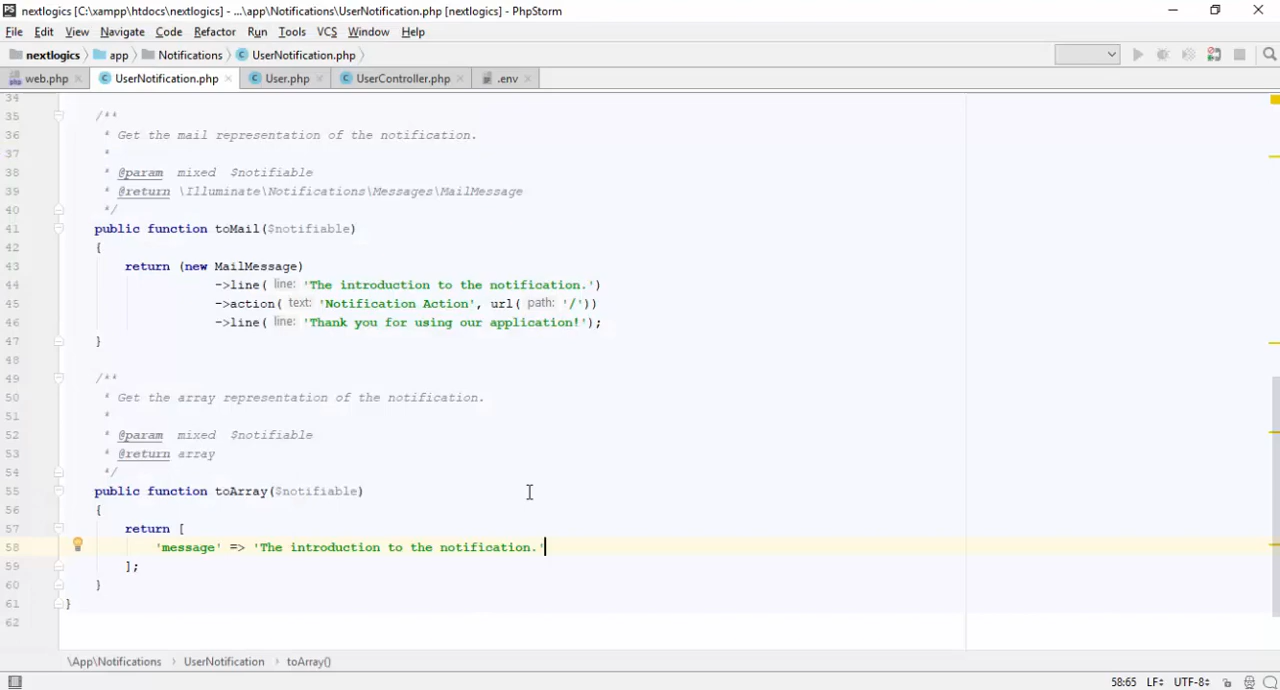 PS nextlogics [C:\xampp\htdocs\nextlogics] - ...\app\Notifications\UserNotification.php [nextlogics] - PhpStorm
File Edit View Navigate Code Refactor Run Tools VCS Window Help
nextlogics app Notifications UserNotification.php
web.php UserNotification.php User.php UserController.php .env
34
35 /**
36 * Get the mail representation of the notification.
37 *
38 * @param mixed $notifiable
39 * @return \Illuminate\Notifications\Messages\MailMessage
40 */
41 public function toMail($notifiable)
42 {
43 return (new MailMessage)
44 ->line( line: 'The introduction to the notification.')
45 ->action( text: 'Notification Action', url( path: '/'))
46 ->line( line: 'Thank you for using our application!');
47 }
48
49 /**
50 * Get the array representation of the notification.
51 *
52 * @param mixed $notifiable
53 * @return array
54 */
55 public function toArray($notifiable)
56 {
57 return [
58 'message' => 'The introduction to the notification.'
59 ];
60 }
61 }
62
\App\Notifications UserNotification toArray()
58:65 LF UTF-8